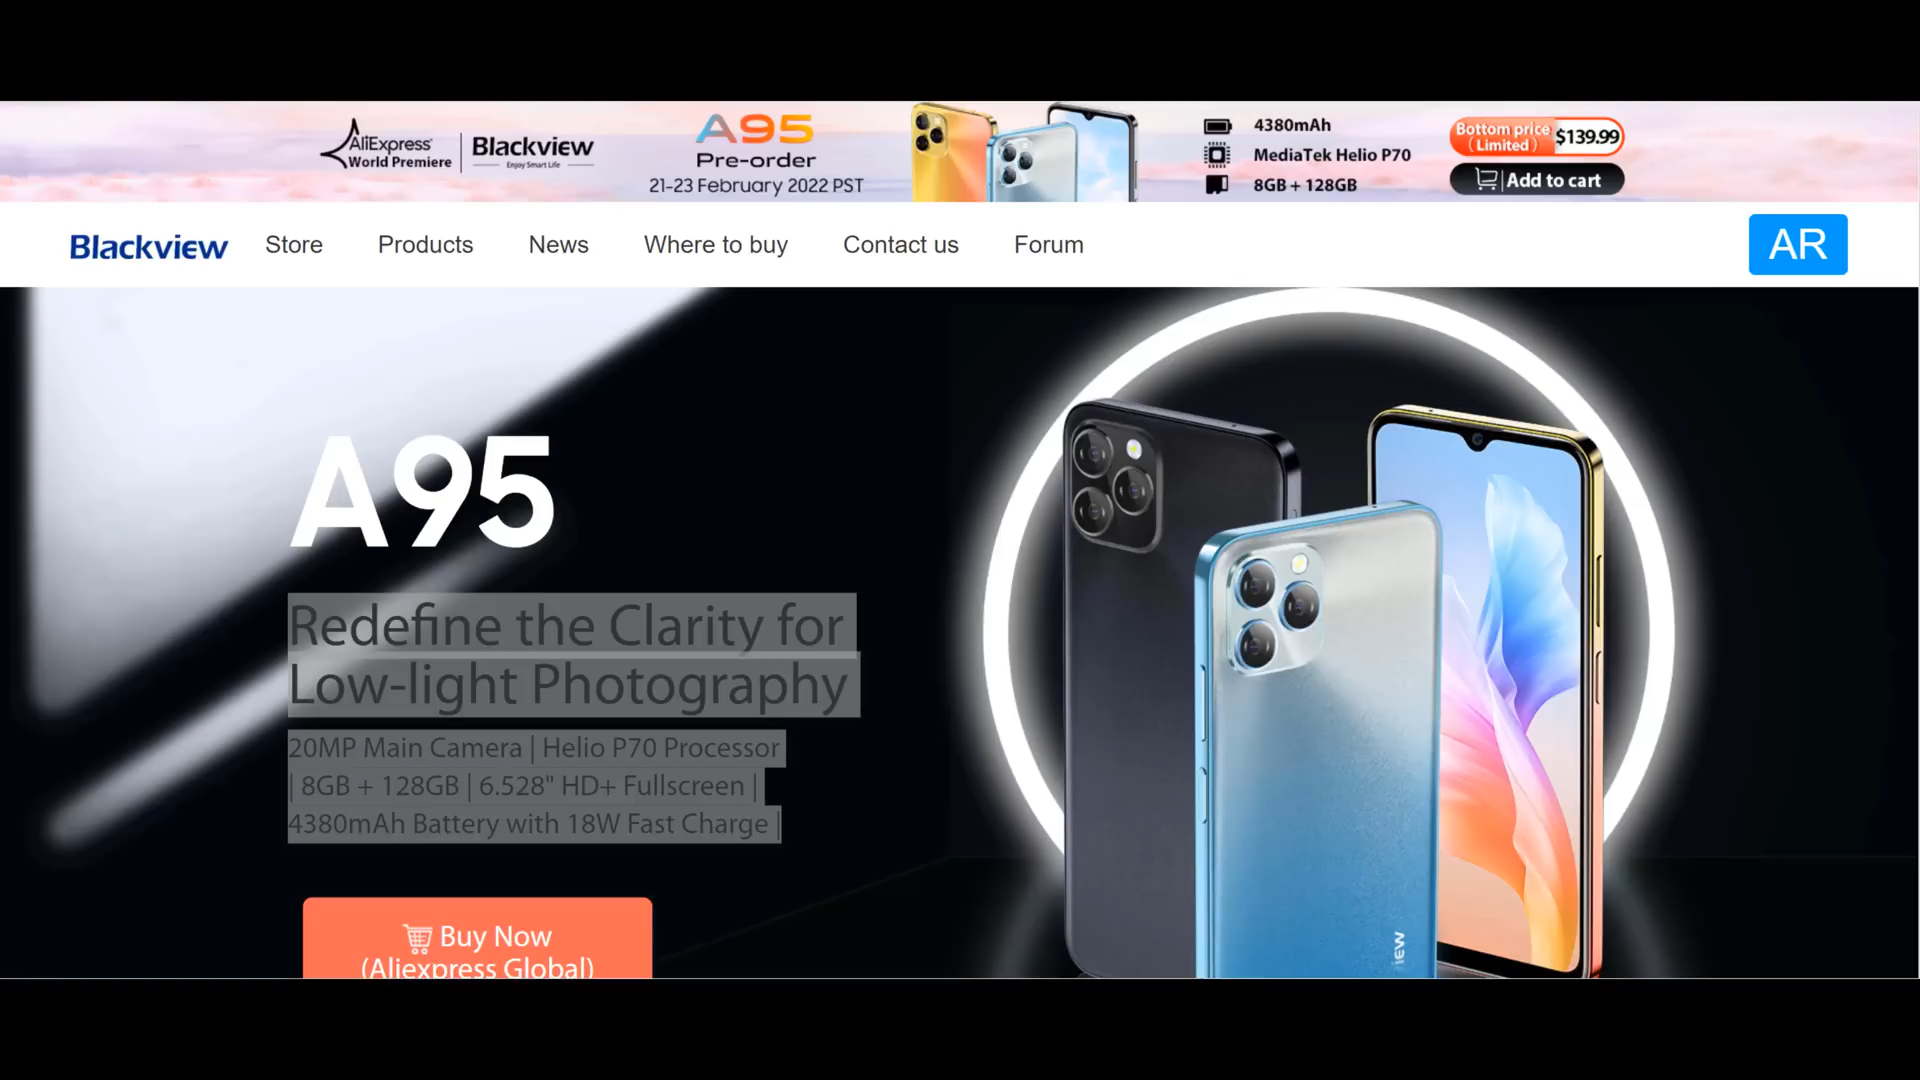 AliExpress
World Premiere
Blackview
Enjoy Smart Life
A95
Pre-order
21-23 February 2022 PST
4380mAh
MediaTek Helio P70
8GB + 128GB
Bottom price
(Limited)
$139.99
Add to cart
Blackview
Store
Products
News
Where to buy
Contact us
Forum
AR
A95
Redefine the Clarity for
Low-light Photography
20MP Main Camera | Helio P70 Processor
| 8GB + 128GB | 6.528" HD+ Fullscreen |
4380mAh Battery with 18W Fast Charge |
Buy Now
(Aliexpress Global)